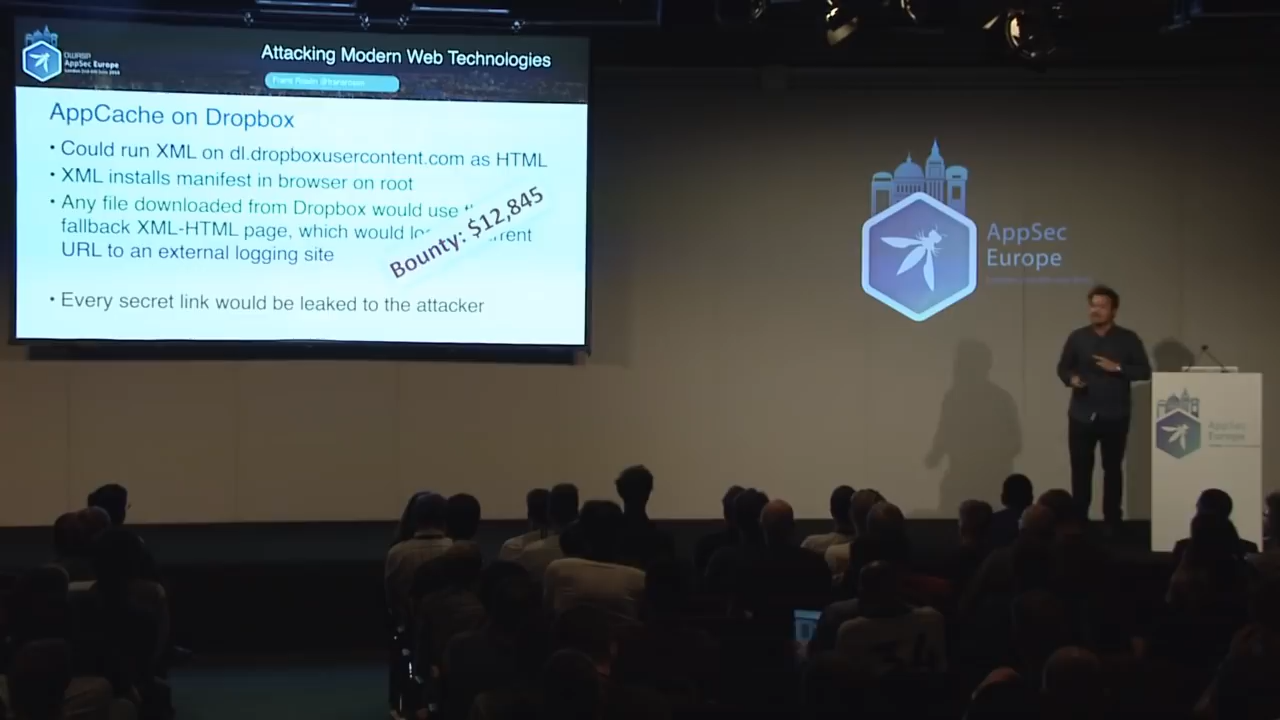 OWASP
AppSec Europe
Attacking Modern Web Technologies
AppCache on Dropbox
• Could run XML on dl.dropboxusercontent.com as HTML
• XML installs manifest in browser on root
• Any file downloaded from Dropbox would use
fallback XML-HTML page, which would
URL to an external logging site
Bounty: $12,845
• Every secret link would be leaked to the attacker
AppSec
Europe
AppSec
Europe